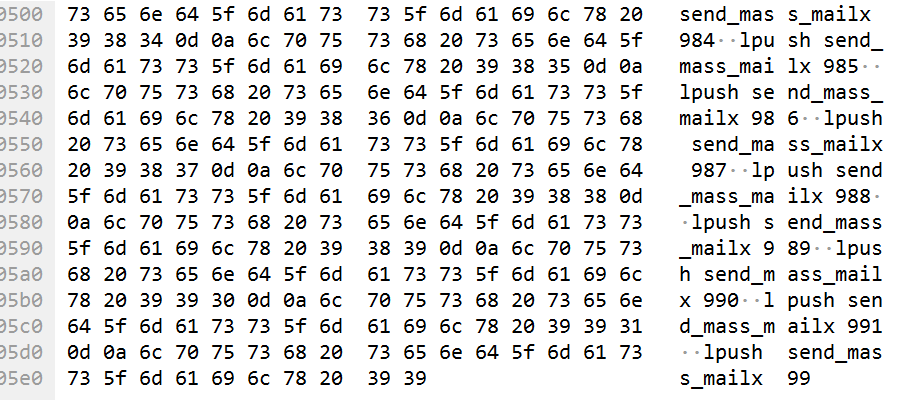 0500 73 65 6e 64 5f 6d 61 73 73 5f 6d 61 69 6c 78 20 send_mas s_mailx
0510 39 38 34 0d 0a 6c 70 75 73 68 20 73 65 6e 64 5f 984··lpu sh send_
0520 6d 61 73 73 5f 6d 61 69 6c 78 20 39 38 35 0d 0a mass_mai lx 985··
0530 6c 70 75 73 68 20 73 65 6e 64 5f 6d 61 73 73 5f lpush se nd_mass_
0540 6d 61 69 6c 78 20 39 38 36 0d 0a 6c 70 75 73 68 mailx 98 6··lpush
0550 20 73 65 6e 64 5f 6d 61 73 73 5f 6d 61 69 6c 78 send_ma ss_mailx
0560 20 39 38 37 0d 0a 6c 70 75 73 68 20 73 65 6e 64 987··lp ush send
0570 5f 6d 61 73 73 5f 6d 61 69 6c 78 20 39 38 38 0d _mass_ma ilx 988·
0580 0a 6c 70 75 73 68 20 73 65 6e 64 5f 6d 61 73 73 ·lpush s end_mass
0590 5f 6d 61 69 6c 78 20 39 38 39 0d 0a 6c 70 75 73 _mailx 9 89··lpus
05a0 68 20 73 65 6e 64 5f 6d 61 73 73 5f 6d 61 69 6c h send_m ass_mail
05b0 78 20 39 39 30 0d 0a 6c 70 75 73 68 20 73 65 6e x 990··l push sen
05c0 64 5f 6d 61 73 73 5f 6d 61 69 6c 78 20 39 39 31 d_mass_m ailx 991
05d0 0d 0a 6c 70 75 73 68 20 73 65 6e 64 5f 6d 61 73 ··lpush send_mas
05e0 73 5f 6d 61 69 6c 78 20 39 39 s_mailx 99